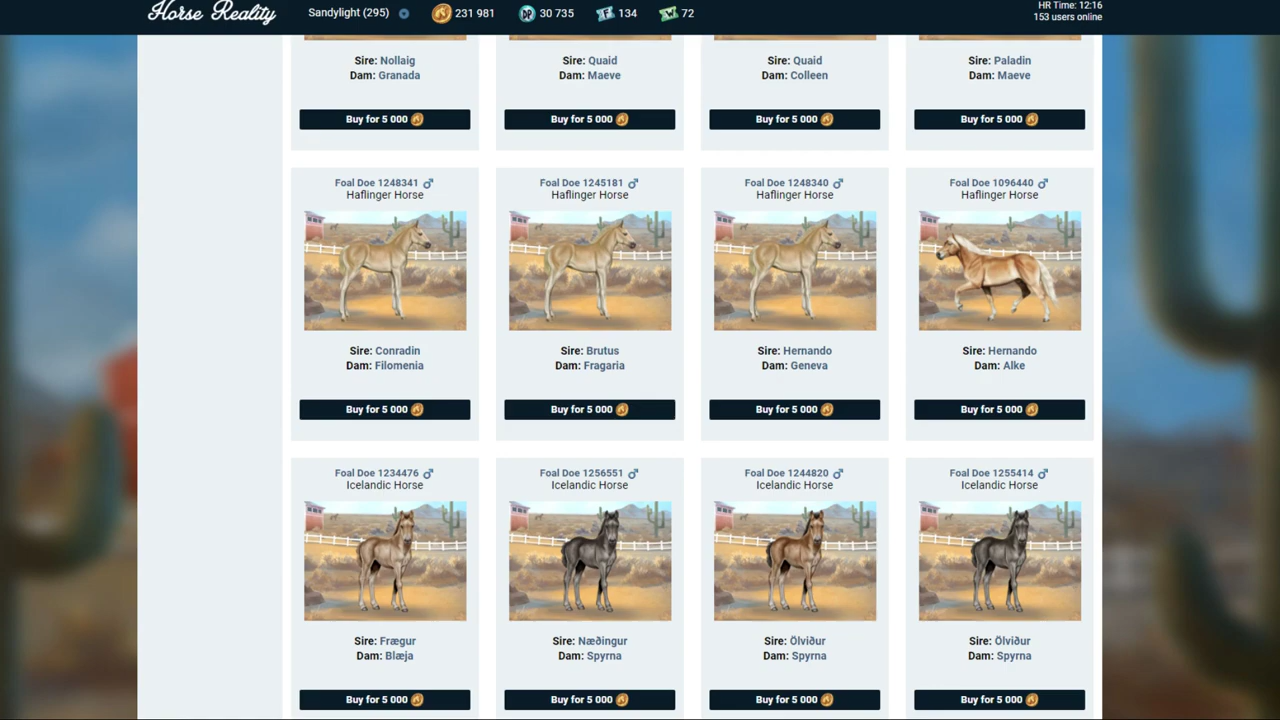 Horse Reality
Sandylight (295)
231 981
DP
30 735
F
134
W
72
HR Time: 12:16
153 users online
Sire: Nollaig
Dam: Granada
Buy for 5 000
Sire: Quaid
Dam: Maeve
Buy for 5 000
Sire: Quaid
Dam: Colleen
Buy for 5 000
Sire: Paladin
Dam: Maeve
Buy for 5 000
Foal Doe 1248341 ♂
Haflinger Horse
Sire: Conradin
Dam: Filomenia
Buy for 5 000
Foal Doe 1245181 ♂
Haflinger Horse
Sire: Brutus
Dam: Fragaria
Buy for 5 000
Foal Doe 1248340 ♂
Haflinger Horse
Sire: Hernando
Dam: Geneva
Buy for 5 000
Foal Doe 1096440 ♂
Haflinger Horse
Sire: Hernando
Dam: Alke
Buy for 5 000
Foal Doe 1234476 ♂
Icelandic Horse
Sire: Frægur
Dam: Blæja
Buy for 5 000
Foal Doe 1256551 ♂
Icelandic Horse
Sire: Næðingur
Dam: Spyrna
Buy for 5 000
Foal Doe 1244820 ♂
Icelandic Horse
Sire: Ölviður
Dam: Spyrna
Buy for 5 000
Foal Doe 1255414 ♂
Icelandic Horse
Sire: Ölviður
Dam: Spyrna
Buy for 5 000